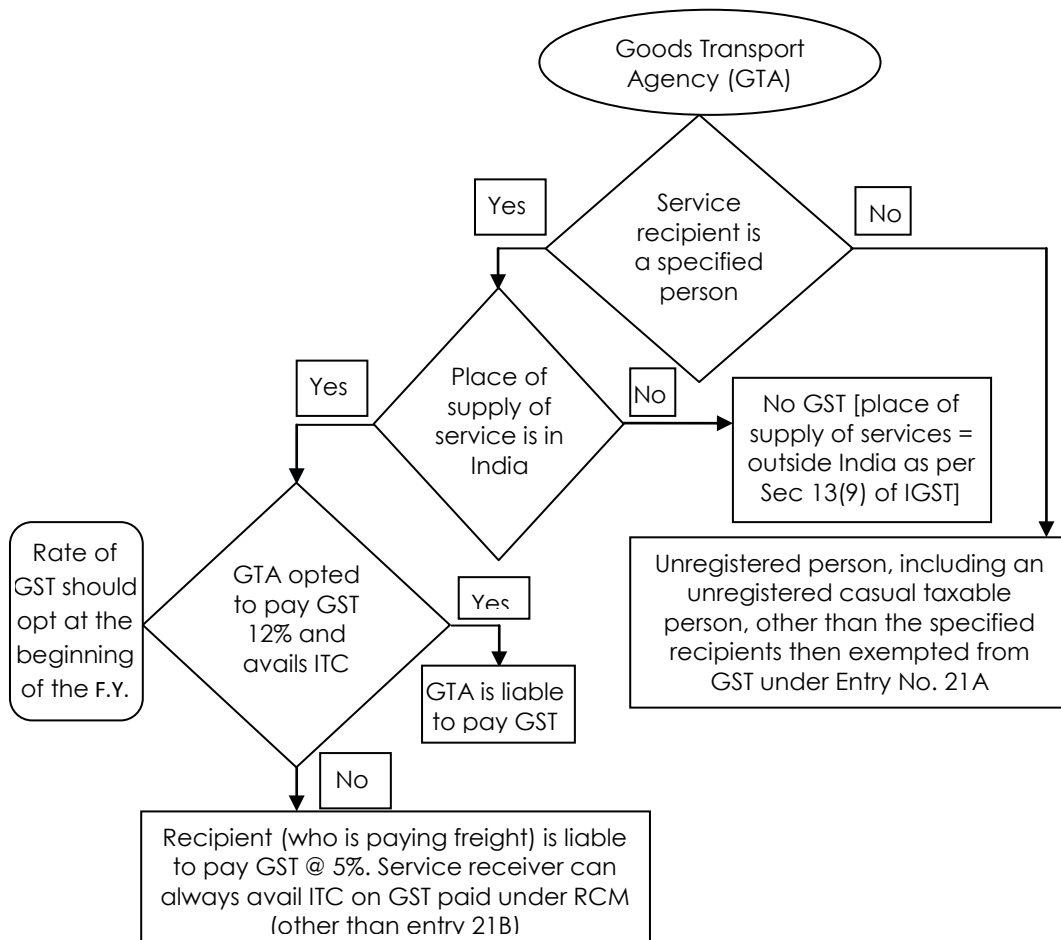 Goods Transport
Agency (GTA)
Yes
Service
recipient is
a specified
person
No
Yes
Place of
supply of
service is in
India
No
No GST [place of
supply of services =
outside India as per
Sec 13(9) of IGST]
Rate of
GST should
opt at the
beginning
of the F.Y.
GTA opted
to pay GST
12% and
avails ITC
Yes
GTA is liable
to pay GST
Unregistered person, including an
unregistered casual taxable
person, other than the specified
recipients then exempted from
GST under Entry No. 21A
No
Recipient (who is paying freight) is liable
to pay GST @ 5%. Service receiver can
always avail ITC on GST paid under RCM
(other than entry 21B)